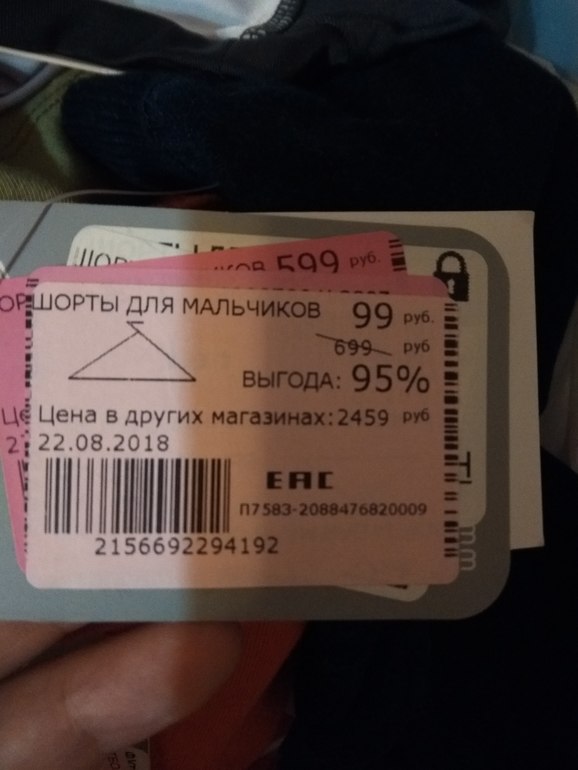 599 руб.
ШОРТЫ ДЛЯ МАЛЬЧИКОВ 99 руб.
699 руб
ВЫГОДА: 95%
Цена в других магазинах: 2459 руб
22.08.2018
EAC
П7583-2088476820009
2156692294192